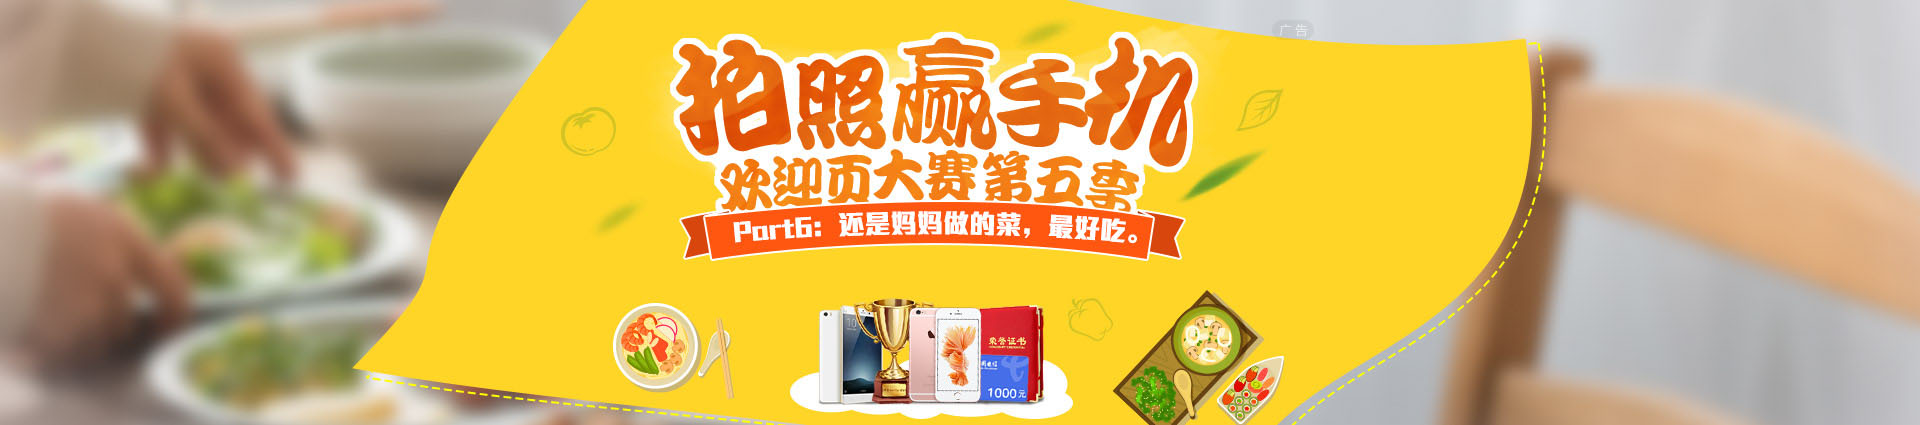 广告
拍照赢手机
欢迎页大赛第五季
Part6：还是妈妈做的菜，最好吃。
荣誉证书
1000元